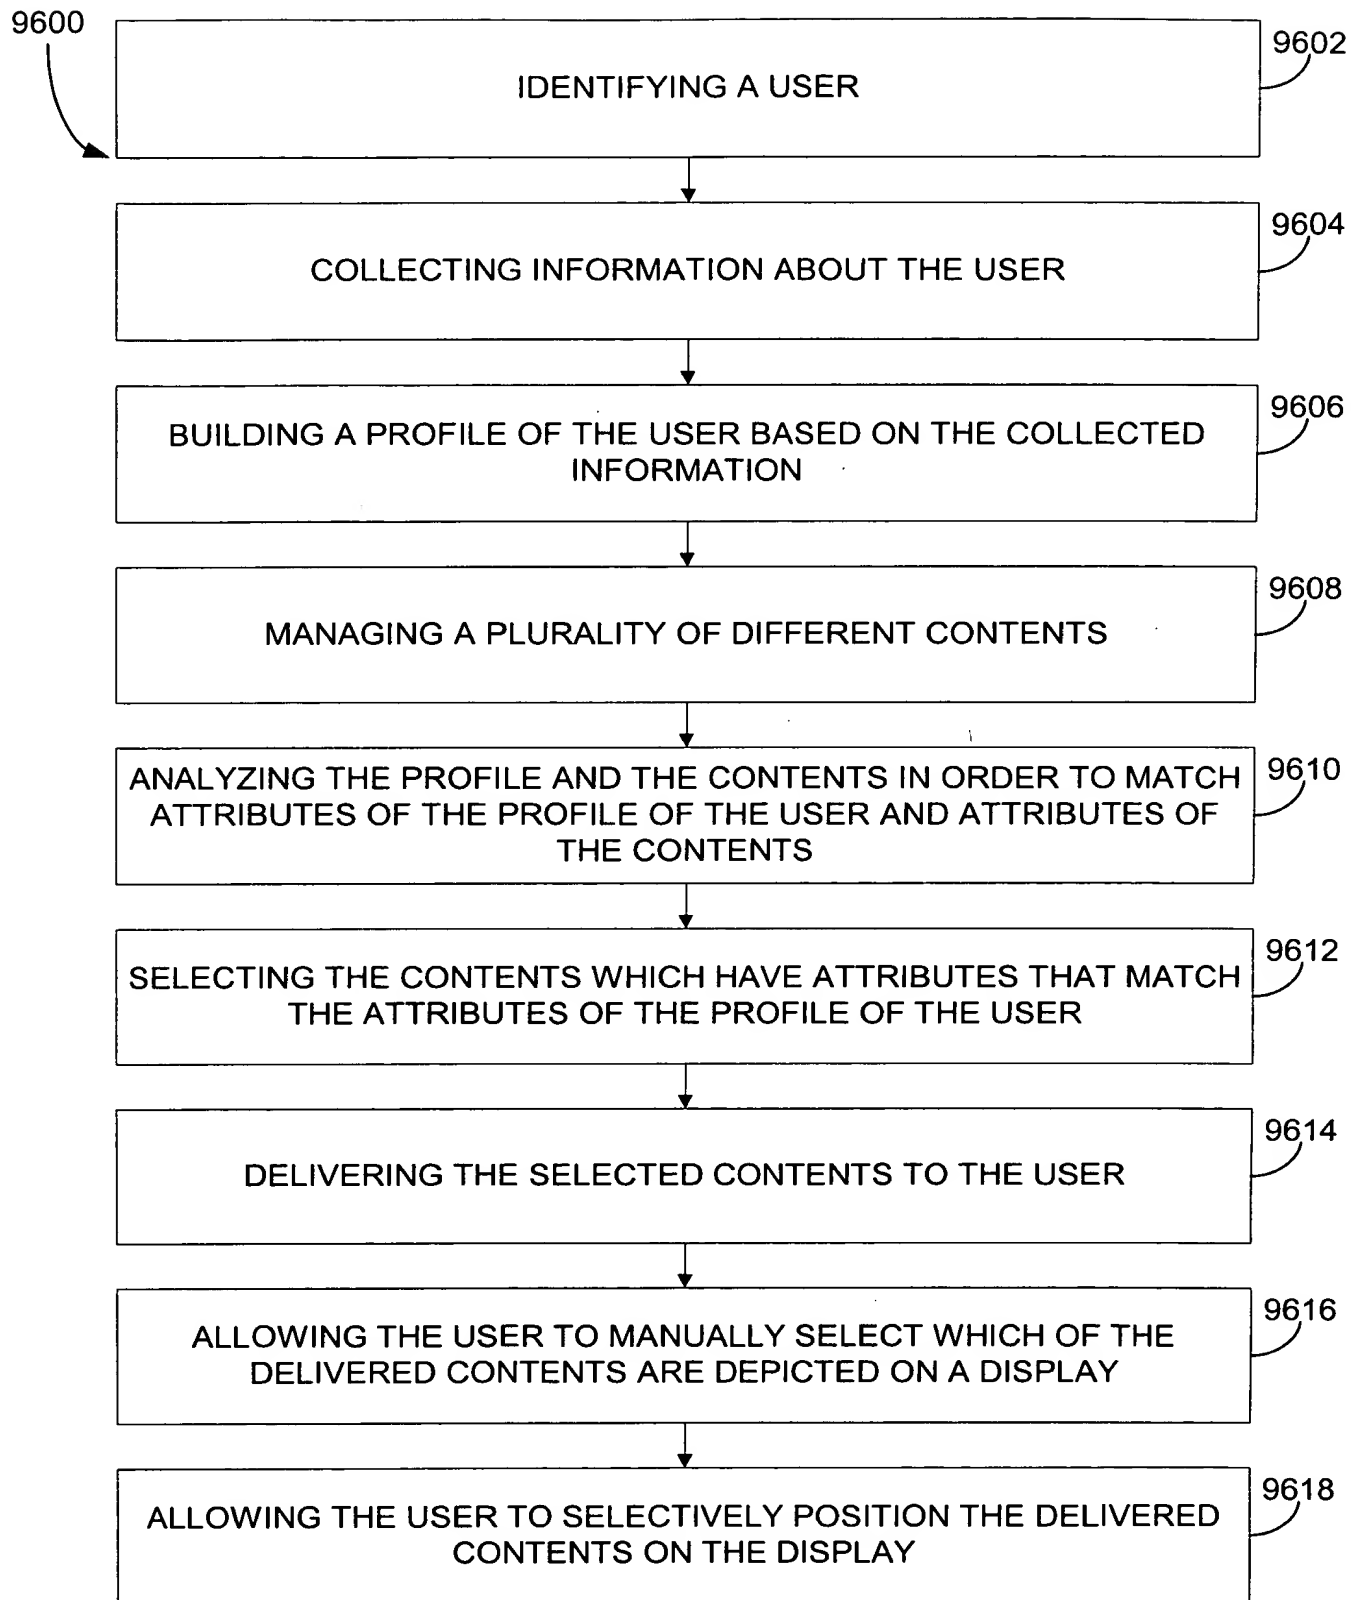 9600
9602
IDENTIFYING A USER
9604
COLLECTING INFORMATION ABOUT THE USER
9606
BUILDING A PROFILE OF THE USER BASED ON THE COLLECTED
INFORMATION
9608
MANAGING A PLURALITY OF DIFFERENT CONTENTS
9610
ANALYZING THE PROFILE AND THE CONTENTS IN ORDER TO MATCH
ATTRIBUTES OF THE PROFILE OF THE USER AND ATTRIBUTES OF
THE CONTENTS
9612
SELECTING THE CONTENTS WHICH HAVE ATTRIBUTES THAT MATCH
THE ATTRIBUTES OF THE PROFILE OF THE USER
9614
DELIVERING THE SELECTED CONTENTS TO THE USER
9616
ALLOWING THE USER TO MANUALLY SELECT WHICH OF THE
DELIVERED CONTENTS ARE DEPICTED ON A DISPLAY
9618
ALLOWING THE USER TO SELECTIVELY POSITION THE DELIVERED
CONTENTS ON THE DISPLAY